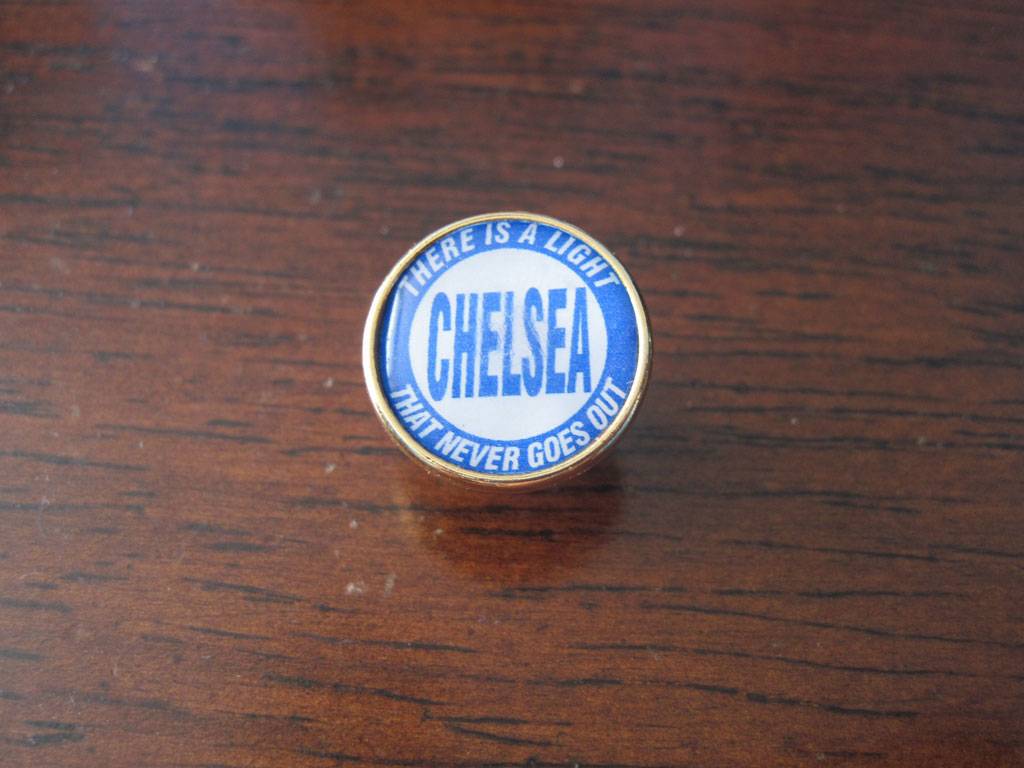 THERE IS A LIGHT
CHELSEA
THAT NEVER GOES OUT